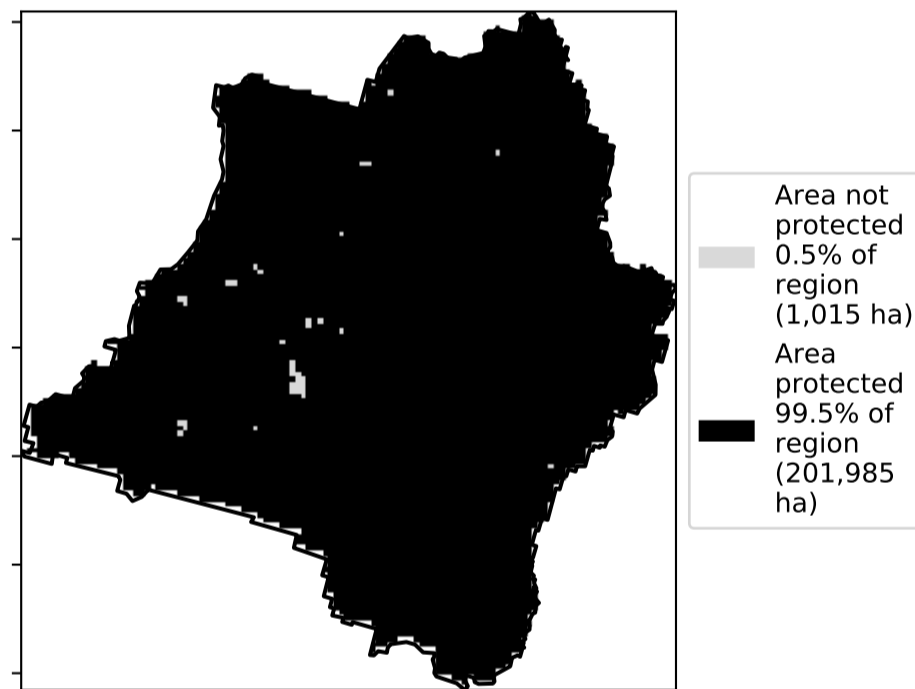 Area not
protected
0.5% of
region
(1,015 ha)
Area
protected
99.5% of
region
(201,985
ha)